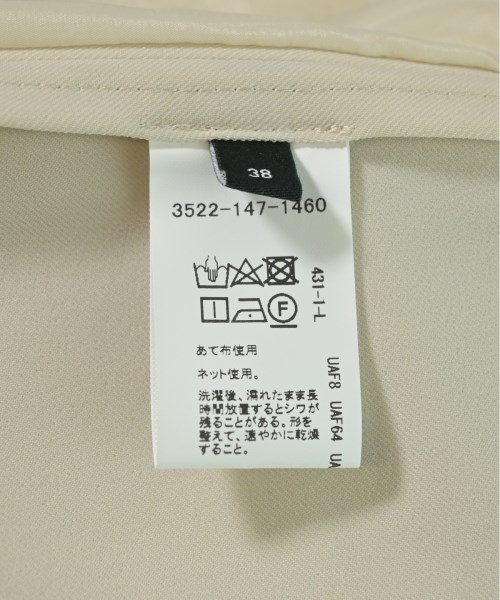 38
3522-147-1460
431-1-L
F
あて布使用
ネット使用。
洗濯後、濡れたまま長
時間放置するとシワが
残ることがある。形を
整えて、速やかに乾燥
すること。
UAF8 UAF64 UA